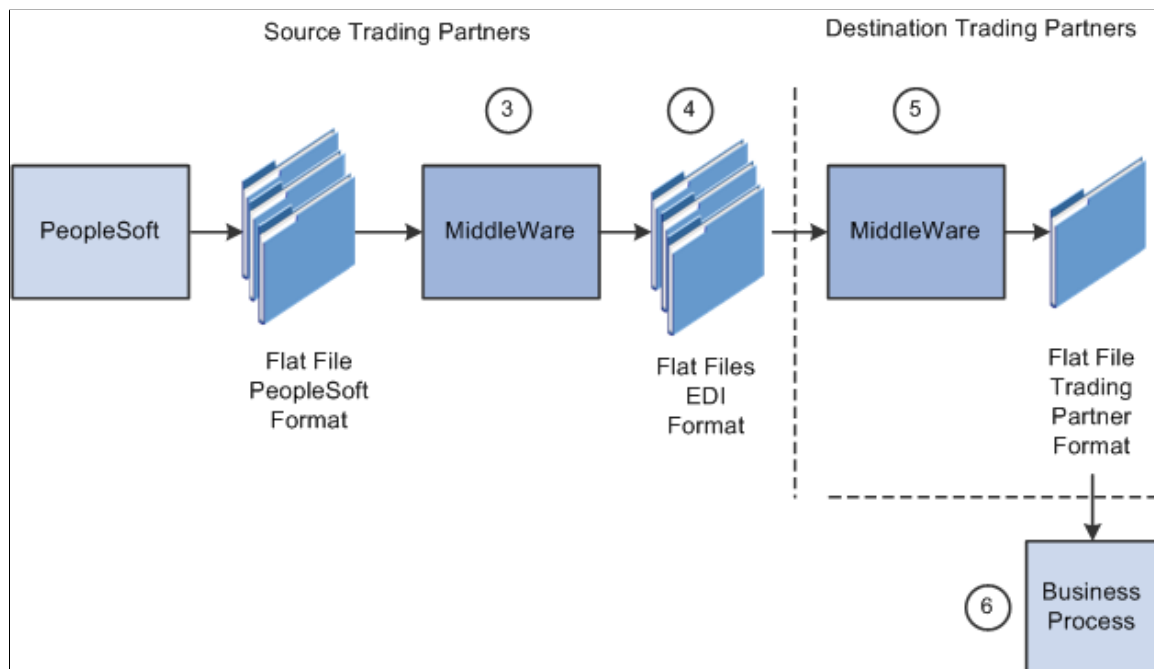 Source Trading Partners
Destination Trading Partners
3
4
5
PeopleSoft
MiddleWare
MiddleWare
Flat File
PeopleSoft
Format
Flat Files
EDI
Format
Flat File
Trading
Partner
Format
6
Business
Process